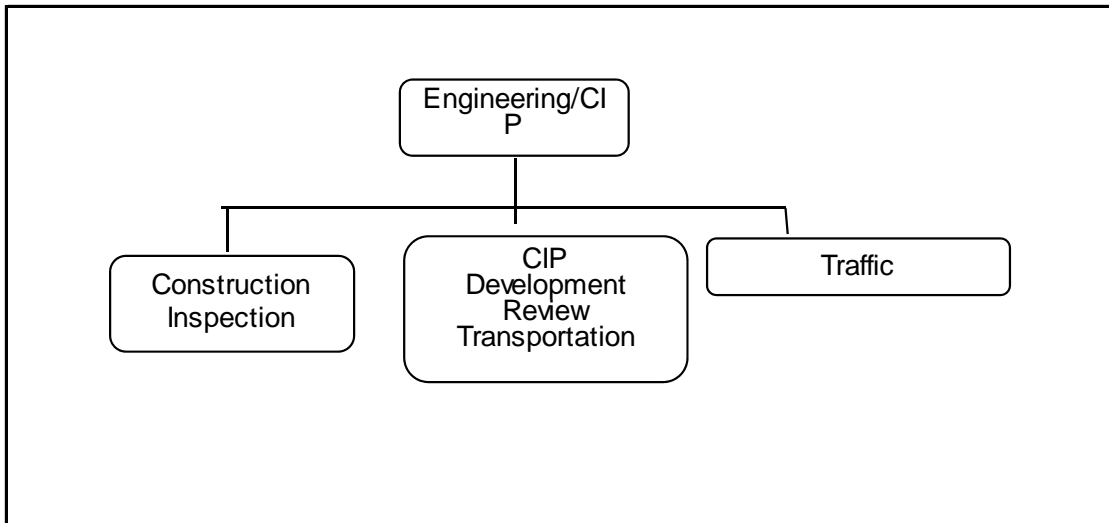 Engineering/CI
P
Construction
Inspection
CIP
Development
Review
Transportation
Traffic